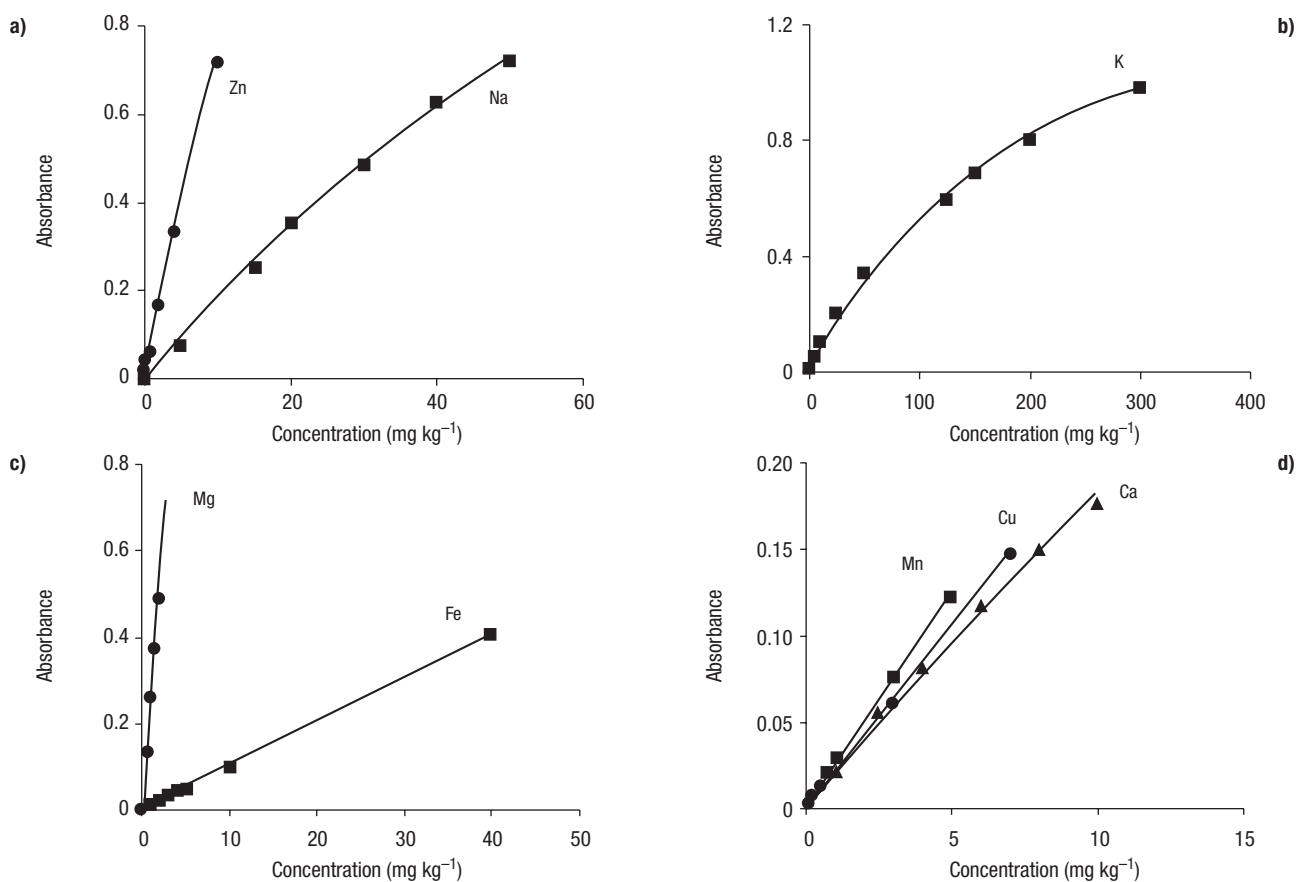 a)
0.8
0.6
0.4
0.2
0
Absorbance
Zn
Na
0
20
40
60
Concentration (mg kg⁻¹)
b)
1.2
0.8
0.4
0
Absorbance
K
0
100
200
300
400
Concentration (mg kg⁻¹)
c)
0.8
0.6
0.4
0.2
0
Absorbance
Mg
Fe
0
10
20
30
40
50
Concentration (mg kg⁻¹)
d)
0.20
0.15
0.10
0.05
0
Absorbance
Mn
Cu
Ca
0
5
10
15
Concentration (mg kg⁻¹)